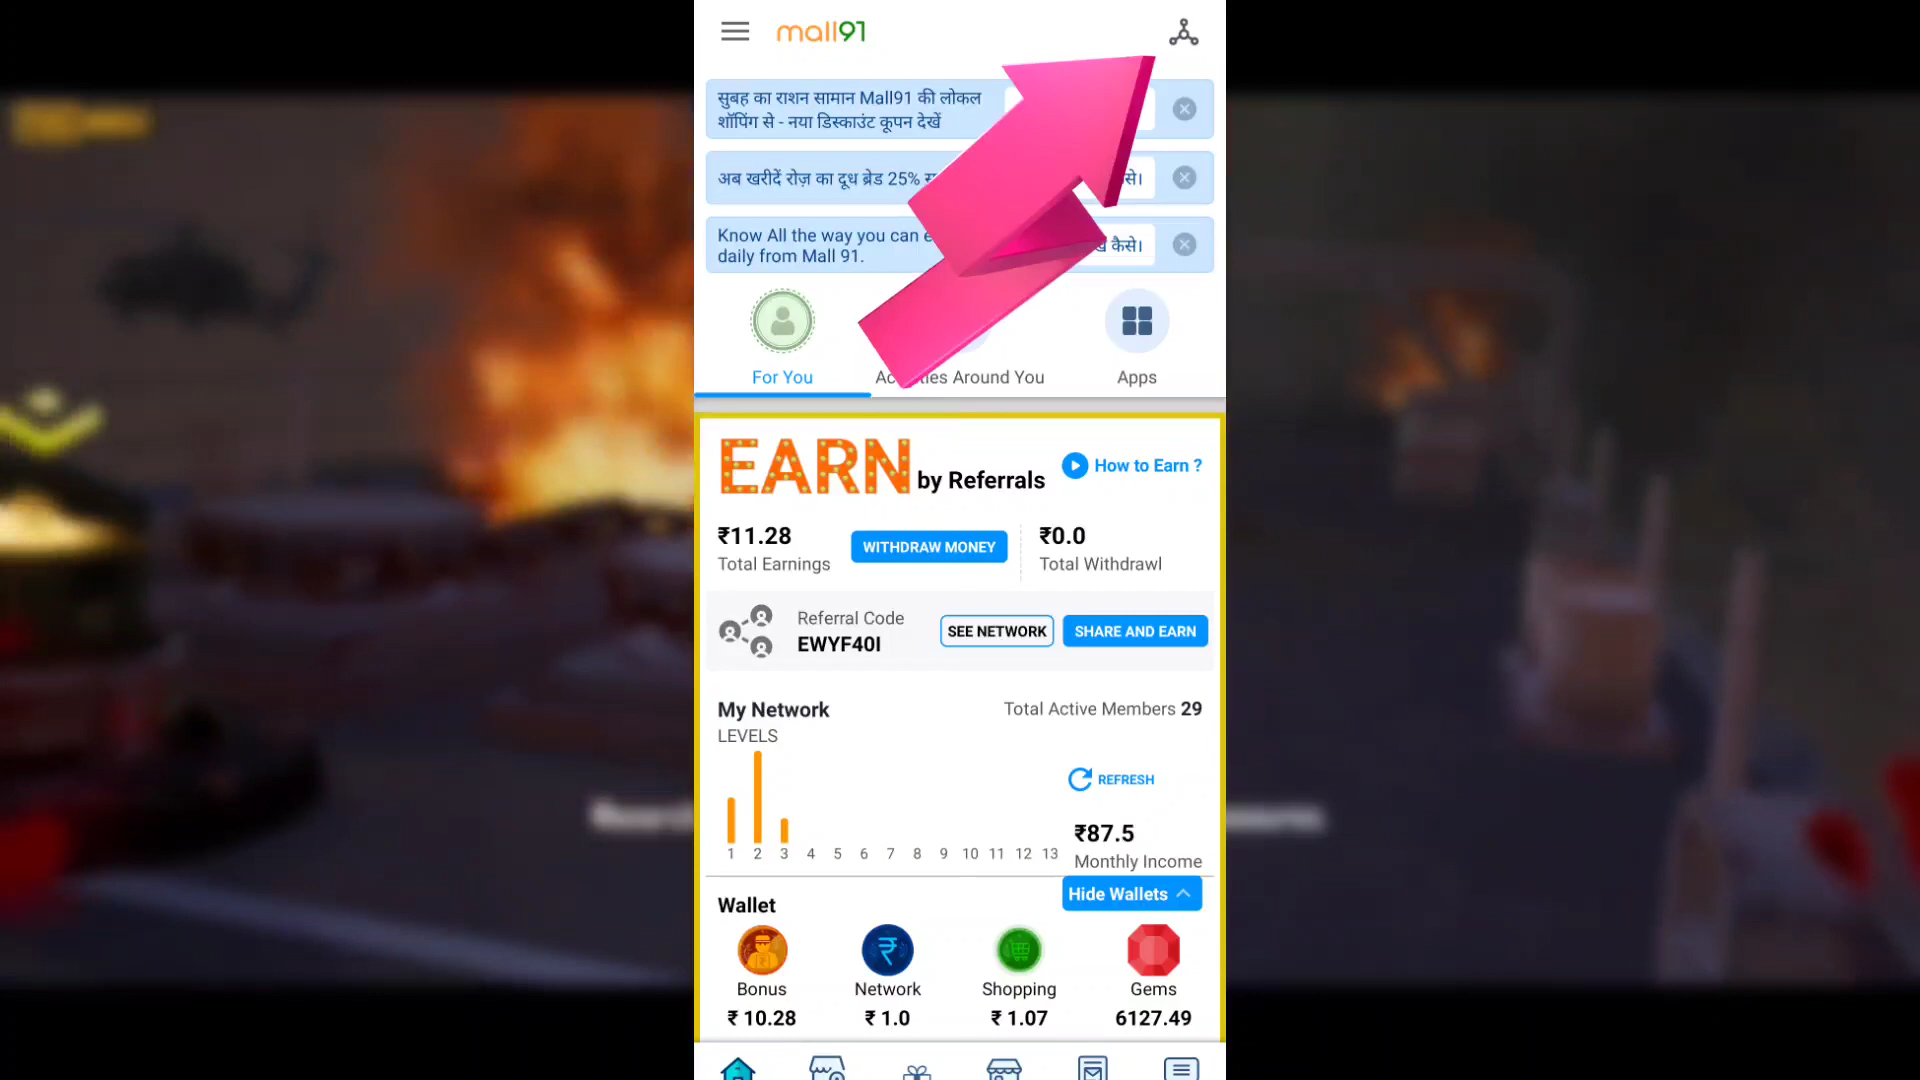 mall91
सुबह का राशन सामान Mall91 की लोकल
शॉपिंग से - नया डिस्काउंट कूपन देखें
अब खरीदें रोज़ का दूध ब्रेड 25%
से।
Know All the way you can
daily from Mall 91.
कैसे।
For You
Around You
Apps
EARN by Referrals
How to Earn ?
₹11.28
Total Earnings
WITHDRAW MONEY
₹0.0
Total Withdrawl
Referral Code
EWYF40I
SEE NETWORK
SHARE AND EARN
My Network
Total Active Members 29
LEVELS
REFRESH
₹87.5
Monthly Income
1 2 3 4 5 6 7 8 9 10 11 12 13
Wallet
Hide Wallets
Bonus Network Shopping Gems
₹ 10.28 ₹ 1.0 ₹ 1.07 6127.49